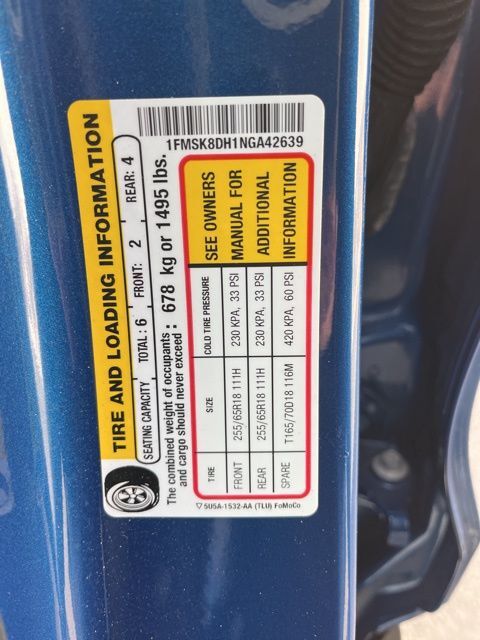 TIRE AND LOADING INFORMATION
SEATING CAPACITY TOTAL : 6 FRONT: 2 REAR: 4
The combined weight of occupants and cargo should never exceed : 678 kg or 1495 lbs.
1FMSK8DH1NGA42639
TIRE SIZE COLD TIRE PRESSURE
FRONT 255/65R18 111H 230 KPA, 33 PSI
REAR 255/65R18 111H 230 KPA, 33 PSI
SPARE T165/70D18 116M 420 KPA, 60 PSI
SEE OWNERS
MANUAL FOR
ADDITIONAL
INFORMATION
▽ 5U5A-1532-AA (TLU) FoMoCo